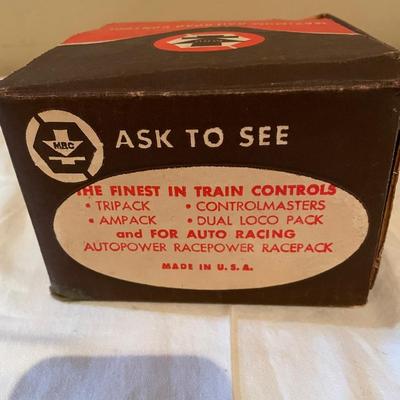 MRC
ASK TO SEE
THE FINEST IN TRAIN CONTROLS
• TRIPACK • CONTROLMASTERS
• AMPACK • DUAL LOCO PACK
and FOR AUTO RACING
AUTOPOWER RACEPOWER RACEPACK
MADE IN U.S.A.